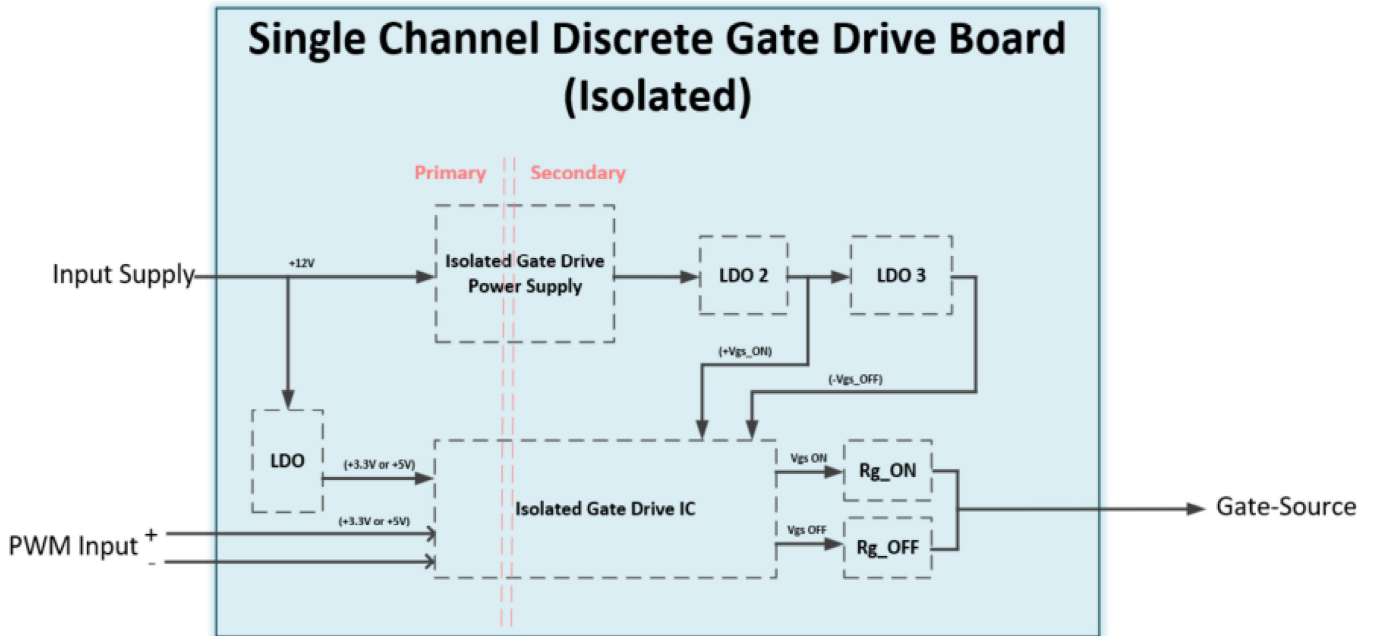 Single Channel Discrete Gate Drive Board
(Isolated)
Primary
Secondary
Input Supply
+12V
Isolated Gate Drive
Power Supply
LDO 2
LDO 3
(+Vgs_ON)
(-Vgs_OFF)
LDO
(+3.3V or +5V)
(+3.3V or +5V)
PWM Input
+
-
Isolated Gate Drive IC
Vgs ON
Rg_ON
Vgs OFF
Rg_OFF
Gate-Source